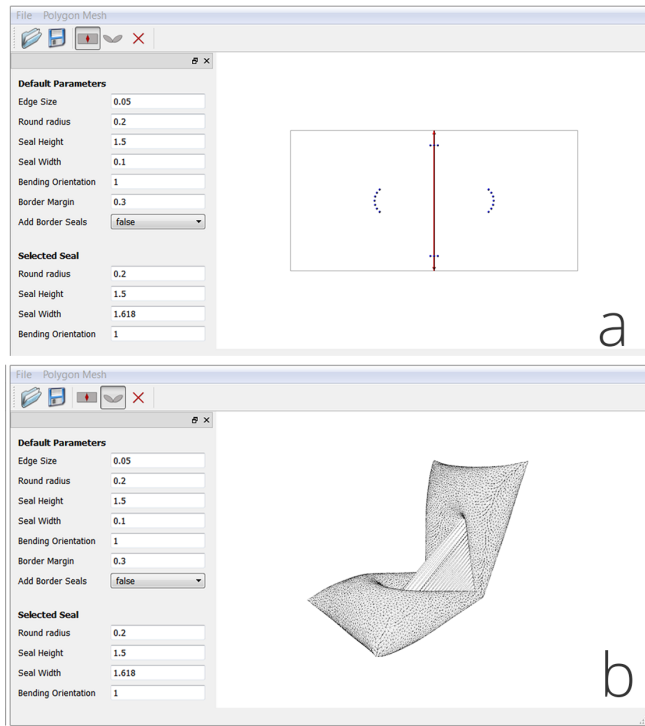 File Polygon Mesh
Default Parameters
Edge Size 0.05
Round radius 0.2
Seal Height 1.5
Seal Width 0.1
Bending Orientation 1
Border Margin 0.3
Add Border Seals false
Selected Seal
Round radius 0.2
Seal Height 1.5
Seal Width 1.618
Bending Orientation 1
a
File Polygon Mesh
Default Parameters
Edge Size 0.05
Round radius 0.2
Seal Height 1.5
Seal Width 0.1
Bending Orientation 1
Border Margin 0.3
Add Border Seals false
Selected Seal
Round radius 0.2
Seal Height 1.5
Seal Width 1.618
Bending Orientation 1
b